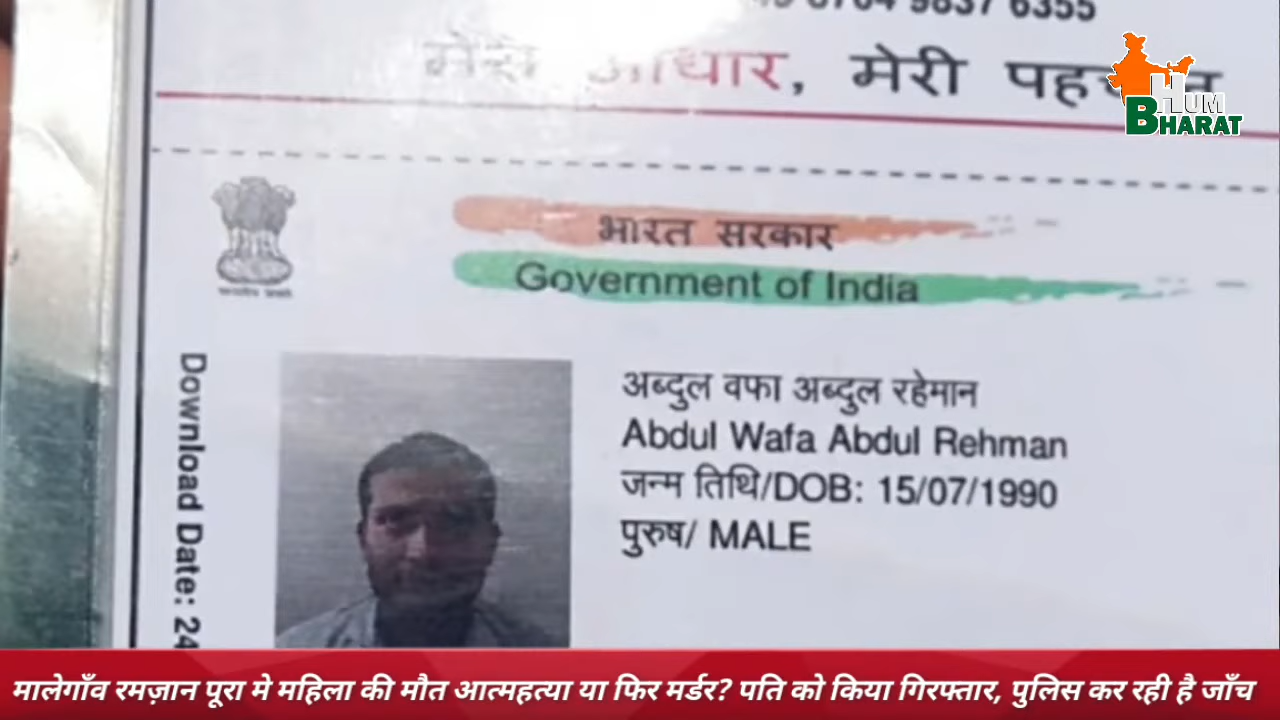 9837 6355
आधार, मेरी
HUM
BHARAT
भारत सरकार
Government of India
Download Date: 24
अब्दुल वफा अब्दुल रहेमान
Abdul Wafa Abdul Rehman
जन्म तिथि/DOB: 15/07/1990
पुरुष/ MALE
मालेगाँव रमज़ान पूरा मे महिला की मौत आत्महत्या या फिर मर्डर? पति को किया गिरफ्तार, पुलिस कर रही है जाँच